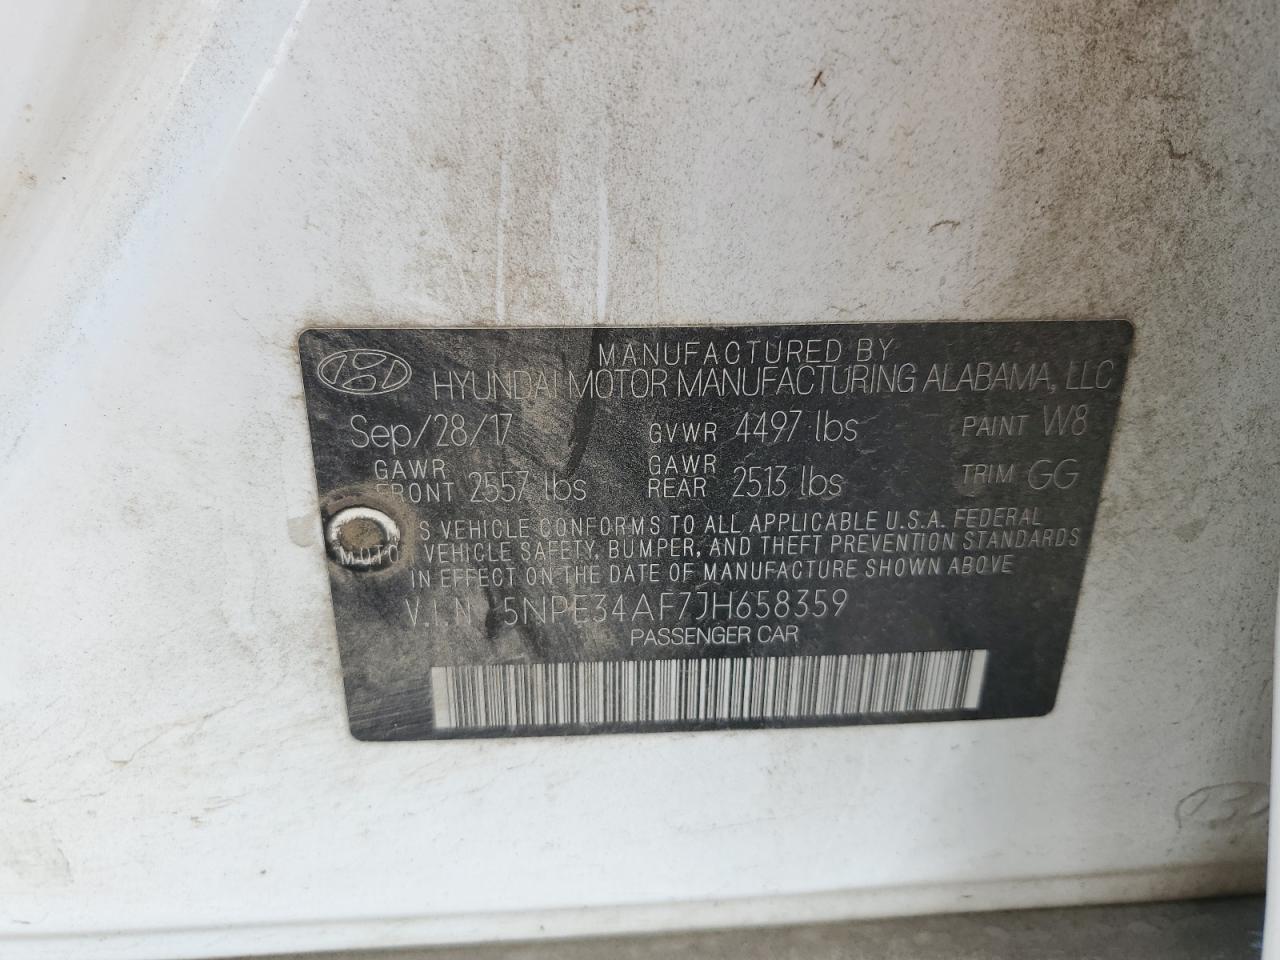 MANUFACTURED BY
HYUNDAI MOTOR MANUFACTURING ALABAMA, LLC
Sep/28/17 GVWR 4497 lbs PAINT W8
GAWR FRONT 2557 lbs GAWR REAR 2513 lbs TRIM GG
S VEHICLE CONFORMS TO ALL APPLICABLE U.S.A. FEDERAL
VEHICLE SAFETY, BUMPER, AND THEFT PREVENTION STANDARDS
IN EFFECT ON THE DATE OF MANUFACTURE SHOWN ABOVE
V.I.N 5NPE34AF7JH658359
PASSENGER CAR